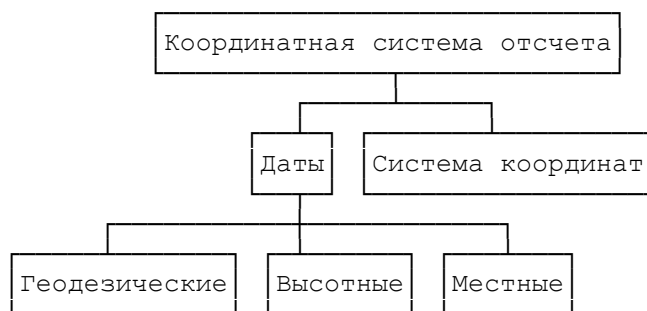 Координатная система отсчета
Даты
Система координат
Геодезические
Высотные
Местные